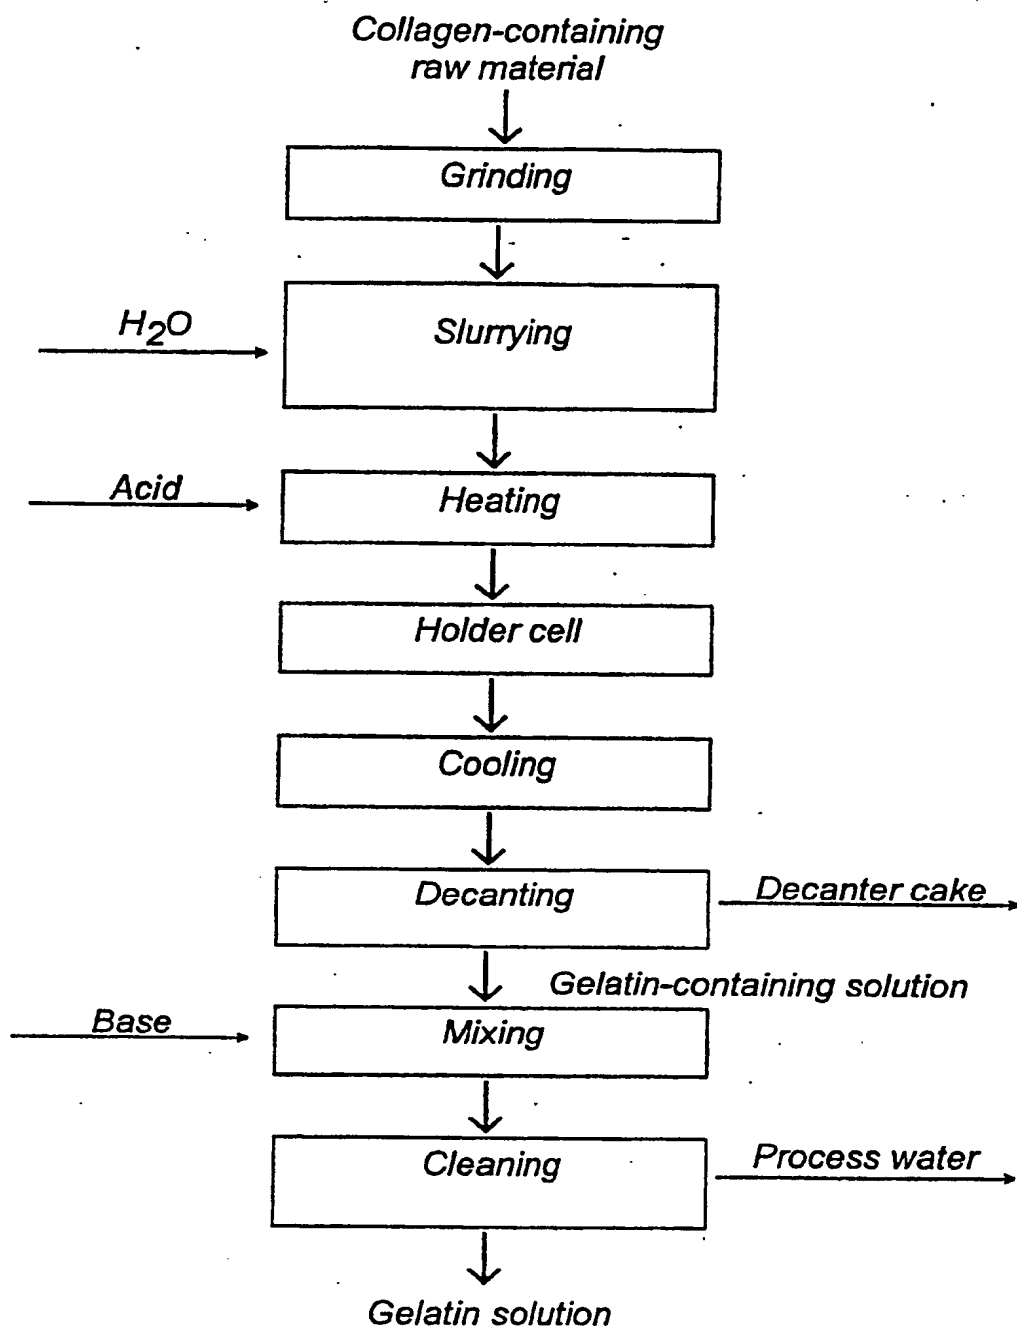 Collagen-containing
raw material
Grinding
H₂O
Slurrying
Acid
Heating
Holder cell
Cooling
Decanting
Decanter cake
Gelatin-containing solution
Base
Mixing
Cleaning
Process water
Gelatin solution